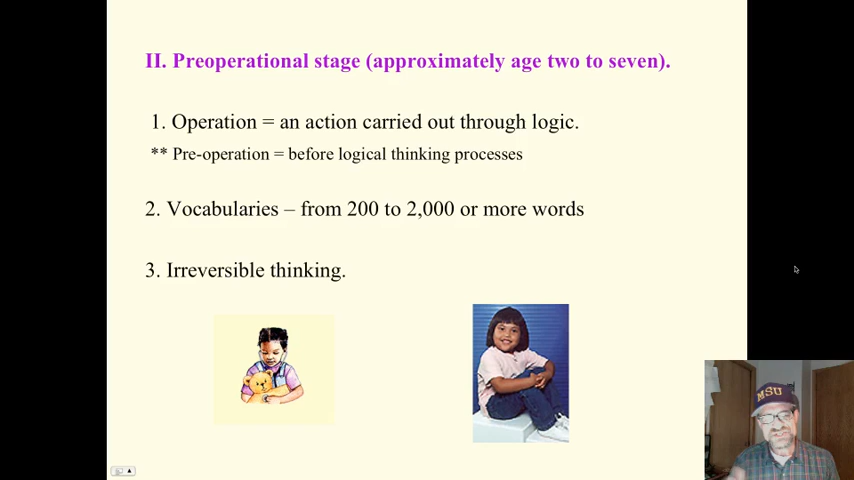 II. Preoperational stage (approximately age two to seven).
1. Operation = an action carried out through logic.
** Pre-operation = before logical thinking processes
2. Vocabularies – from 200 to 2,000 or more words
3. Irreversible thinking.
MSU